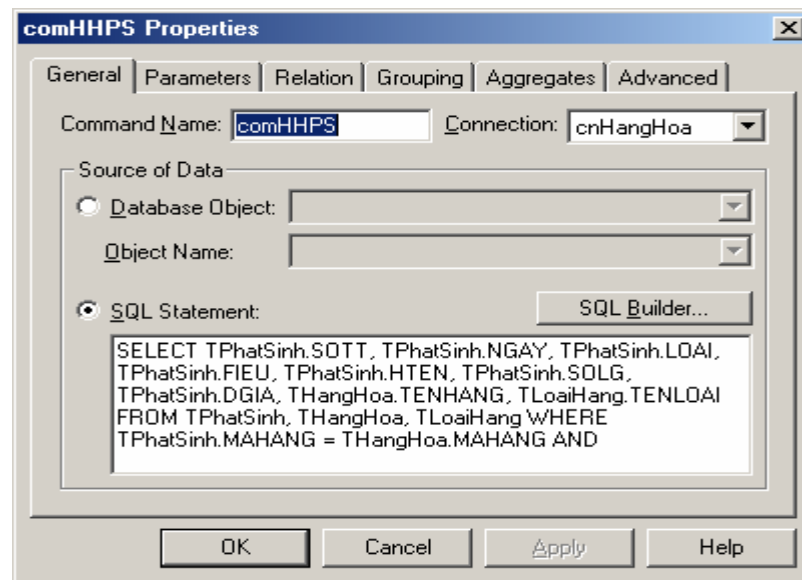 comHHPS Properties
General Parameters Relation Grouping Aggregates Advanced
Command Name: comHHPS Connection: cnHangHoa
Source of Data
Database Object:
Object Name:
SQL Statement: SQL Builder...
SELECT TPhatSinh.SOTT, TPhatSinh.NGAY, TPhatSinh.LOAI,
TPhatSinh.FIEU, TPhatSinh.HTEN, TPhatSinh.SOLG,
TPhatSinh.DGIA, THangHoa.TENHANG, TLoaiHang.TENLOAI
FROM TPhatSinh, THangHoa, TLoaiHang WHERE
TPhatSinh.MAHANG = THangHoa.MAHANG AND
OK Cancel Apply Help